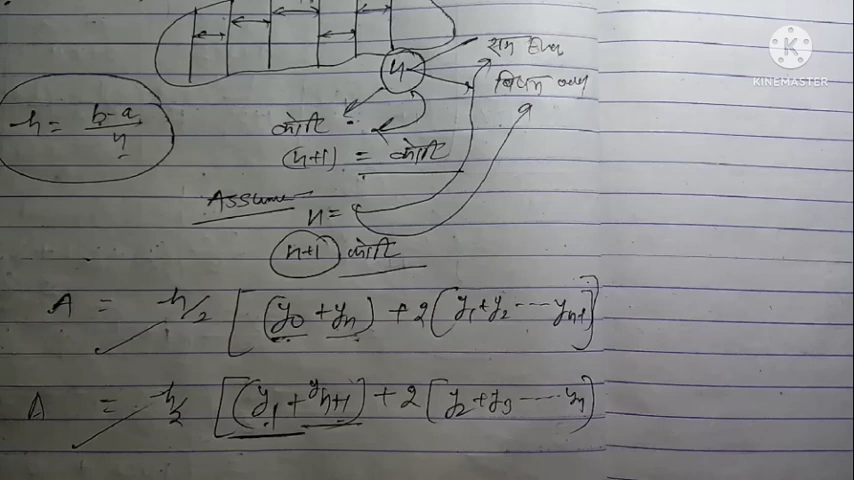 n
सम
विषम
KINEMASTER
h = b-a/n
कोटि
(n+1) = कोटि
Assume
n =
n+1 कोटि
A = h/2 [(y₀ + yₙ) + 2(y₁+y₂ ---- yₙ₊₁)]
A = h/2 [(y₁ + yₙ₊₁) + 2(y₂+y₃ ----- yₙ)]